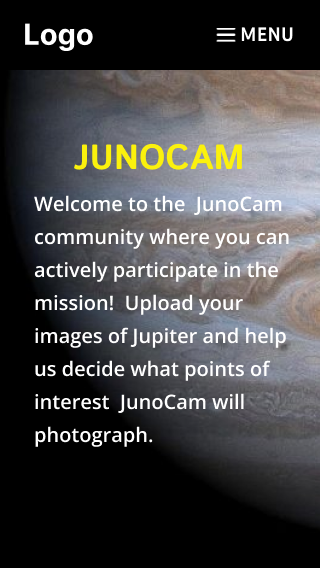 Logo MENU
JUNOCAM
Welcome to the  JunoCam
community where you can
actively participate in the
mission!  Upload your
images of Jupiter and help
us decide what points of
interest  JunoCam will
photograph.